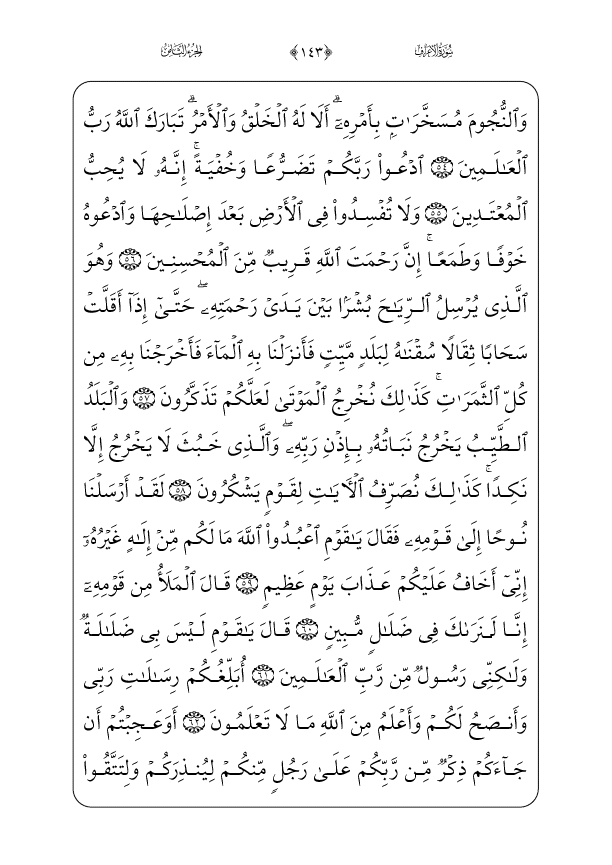 سُورَةُ الأَعْرَافِ ﴿١٤٣﴾ الجُزْءُ الثَّامِنُ
وَٱلنُّجُومَ مُسَخَّرَٰتِۭ بِأَمْرِهِۦٓۗ أَلَا لَهُ ٱلْخَلْقُ وَٱلْأَمْرُۗ تَبَارَكَ ٱللَّهُ رَبُّ
ٱلْعَٰلَمِينَ ٥٤ ٱدْعُوا۟ رَبَّكُمْ تَضَرُّعًا وَخُفْيَةًۚ إِنَّهُۥ لَا يُحِبُّ
ٱلْمُعْتَدِينَ ٥٥ وَلَا تُفْسِدُوا۟ فِى ٱلْأَرْضِ بَعْدَ إِصْلَٰحِهَا وَٱدْعُوهُ
خَوْفًا وَطَمَعًاۚ إِنَّ رَحْمَتَ ٱللَّهِ قَرِيبٌ مِّنَ ٱلْمُحْسِنِينَ ٥٦ وَهُوَ
ٱلَّذِى يُرْسِلُ ٱلرِّيَٰحَ بُشْرًۢا بَيْنَ يَدَىْ رَحْمَتِهِۦۖ حَتَّىٰٓ إِذَآ أَقَلَّتْ
سَحَابًا ثِقَالًا سُقْنَٰهُ لِبَلَدٍ مَّيِّتٍ فَأَنزَلْنَا بِهِ ٱلْمَآءَ فَأَخْرَجْنَا بِهِۦ مِن
كُلِّ ٱلثَّمَرَٰتِۚ كَذَٰلِكَ نُخْرِجُ ٱلْمَوْتَىٰ لَعَلَّكُمْ تَذَكَّرُونَ ٥٧ وَٱلْبَلَدُ
ٱلطَّيِّبُ يَخْرُجُ نَبَاتُهُۥ بِإِذْنِ رَبِّهِۦۖ وَٱلَّذِى خَبُثَ لَا يَخْرُجُ إِلَّا
نَكِدًاۚ كَذَٰلِكَ نُصَرِّفُ ٱلْءَايَٰتِ لِقَوْمٍ يَشْكُرُونَ ٥٨ لَقَدْ أَرْسَلْنَا
نُوحًا إِلَىٰ قَوْمِهِۦ فَقَالَ يَٰقَوْمِ ٱعْبُدُوا۟ ٱللَّهَ مَا لَكُم مِّنْ إِلَٰهٍ غَيْرُهُۥٓ
إِنِّىٓ أَخَافُ عَلَيْكُمْ عَذَابَ يَوْمٍ عَظِيمٍ ٥٩ قَالَ ٱلْمَلَأُ مِن قَوْمِهِۦٓ
إِنَّا لَنَرَىٰكَ فِى ضَلَٰلٍ مُّبِينٍ ٦٠ قَالَ يَٰقَوْمِ لَيْسَ بِى ضَلَٰلَةٌ
وَلَٰكِنِّى رَسُولٌ مِّن رَّبِّ ٱلْعَٰلَمِينَ ٦١ أُبَلِّغُكُمْ رِسَٰلَٰتِ رَبِّى
وَأَنصَحُ لَكُمْ وَأَعْلَمُ مِنَ ٱللَّهِ مَا لَا تَعْلَمُونَ ٦٢ أَوَعَجِبْتُمْ أَن
جَآءَكُمْ ذِكْرٌ مِّن رَّبِّكُمْ عَلَىٰ رَجُلٍ مِّنكُمْ لِيُنذِرَكُمْ وَلِتَتَّقُوا۟